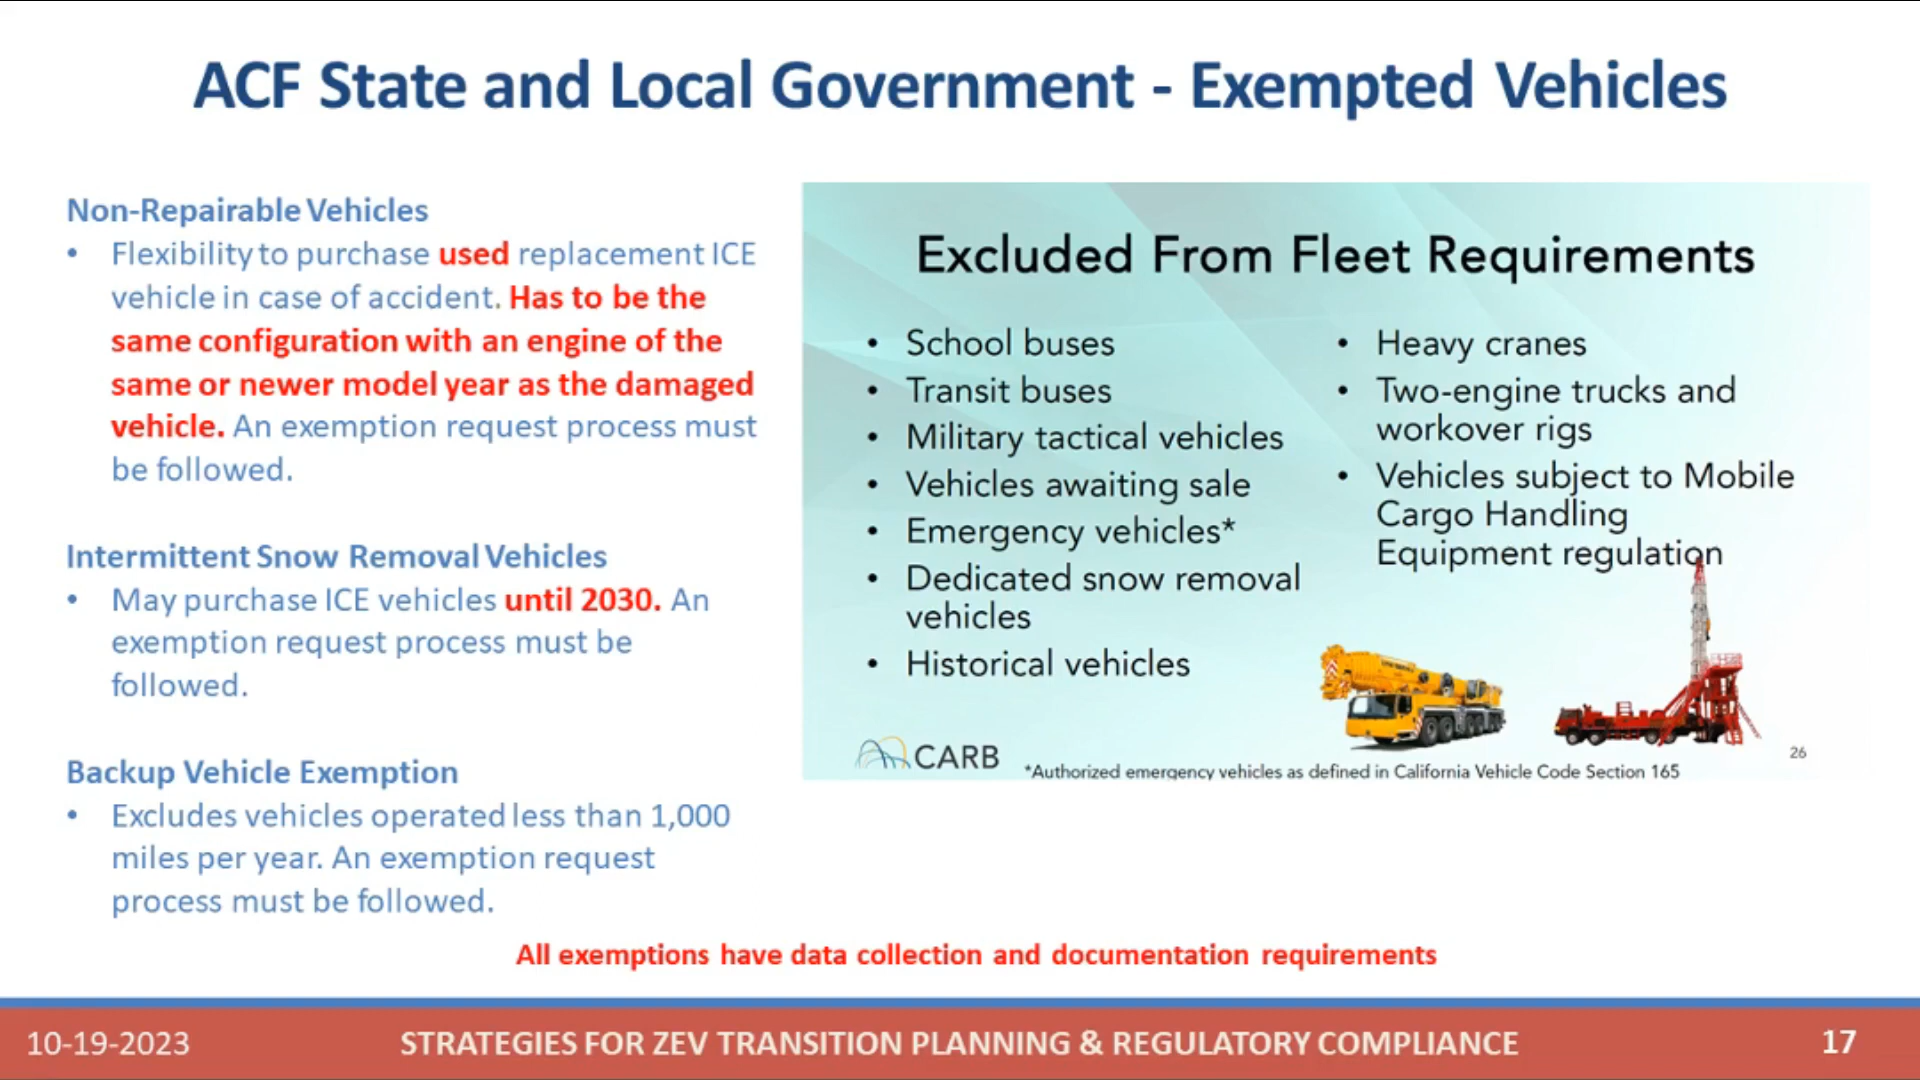 ACF State and Local Government - Exempted Vehicles
Non-Repairable Vehicles
• Flexibility to purchase used replacement ICE
vehicle in case of accident. Has to be the
same configuration with an engine of the
same or newer model year as the damaged
vehicle. An exemption request process must
be followed.
Intermittent Snow Removal Vehicles
• May purchase ICE vehicles until 2030. An
exemption request process must be
followed.
Backup Vehicle Exemption
• Excludes vehicles operated less than 1,000
miles per year. An exemption request
process must be followed.
Excluded From Fleet Requirements
• School buses
• Transit buses
• Military tactical vehicles
• Vehicles awaiting sale
• Emergency vehicles*
• Dedicated snow removal
vehicles
• Historical vehicles
• Heavy cranes
• Two-engine trucks and
workover rigs
• Vehicles subject to Mobile
Cargo Handling
Equipment regulation
CARB
*Authorized emergency vehicles as defined in California Vehicle Code Section 165
26
All exemptions have data collection and documentation requirements
10-19-2023
STRATEGIES FOR ZEV TRANSITION PLANNING & REGULATORY COMPLIANCE
17